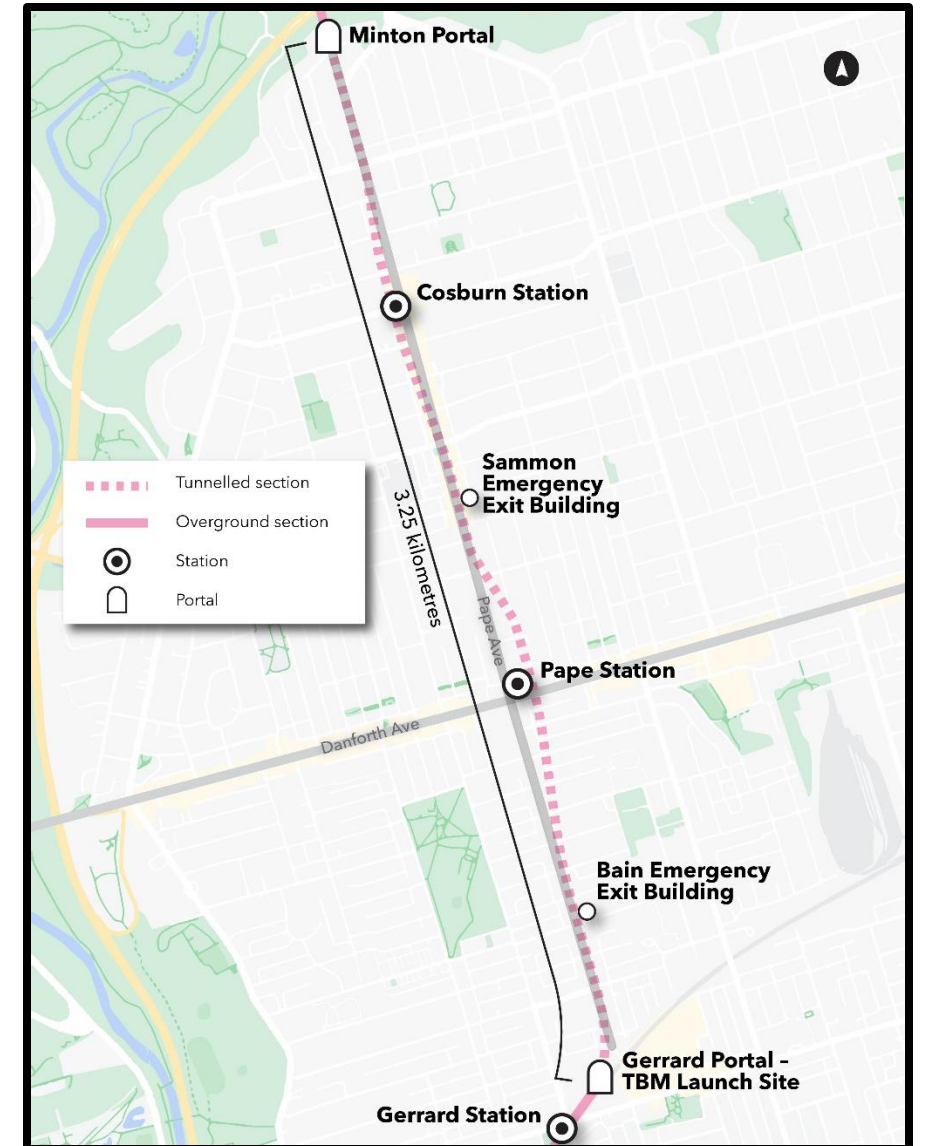 Minton Portal
Cosburn Station
Sammon
Emergency
Exit Building
Tunnelled section
Overground section
Station
Portal
3.25 kilometres
Pape Ave
Pape Station
Danforth Ave
Bain Emergency
Exit Building
Gerrard Portal –
TBM Launch Site
Gerrard Station